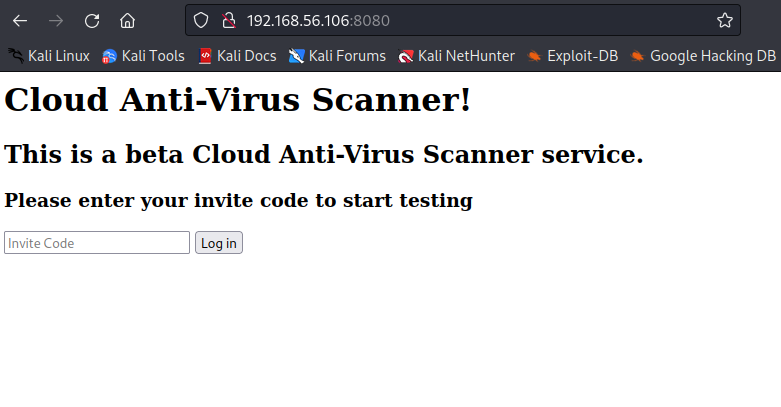 192.168.56.106:8080
Kali Linux Kali Tools Kali Docs Kali Forums Kali NetHunter Exploit-DB Google Hacking DB
Cloud Anti-Virus Scanner!
This is a beta Cloud Anti-Virus Scanner service.
Please enter your invite code to start testing
Invite Code Log in